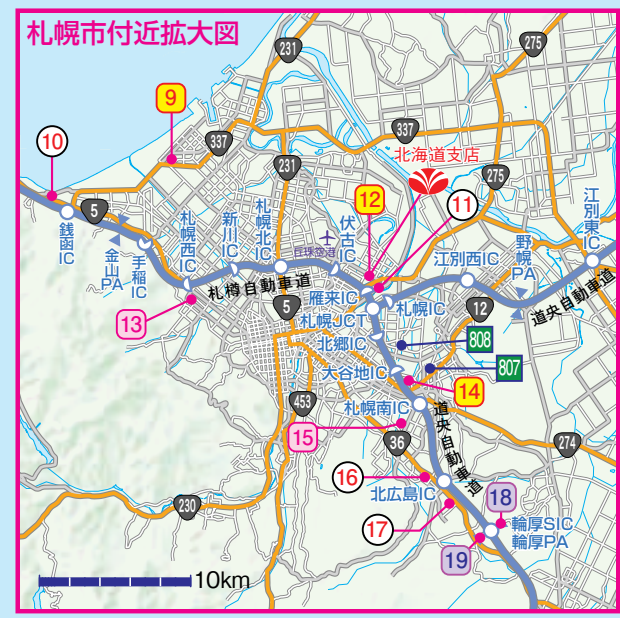 札幌市付近拡大図
231
275
9
337
337
10
北海道支店
231
275
12
11
5
銭函IC
金山PA
手稲IC
札幌西IC
新川IC
札幌北IC
丘珠空港
伏古IC
江別西IC
野幌PA
江別東IC
札樽自動車道
雁来IC
札幌IC
道央自動車道
5
札幌JCT
12
13
北郷IC
808
大谷地IC
807
14
453
札幌南IC
15
36
道央自動車道
274
16
北広島IC
18
230
17
輪厚SIC
輪厚PA
19
10km